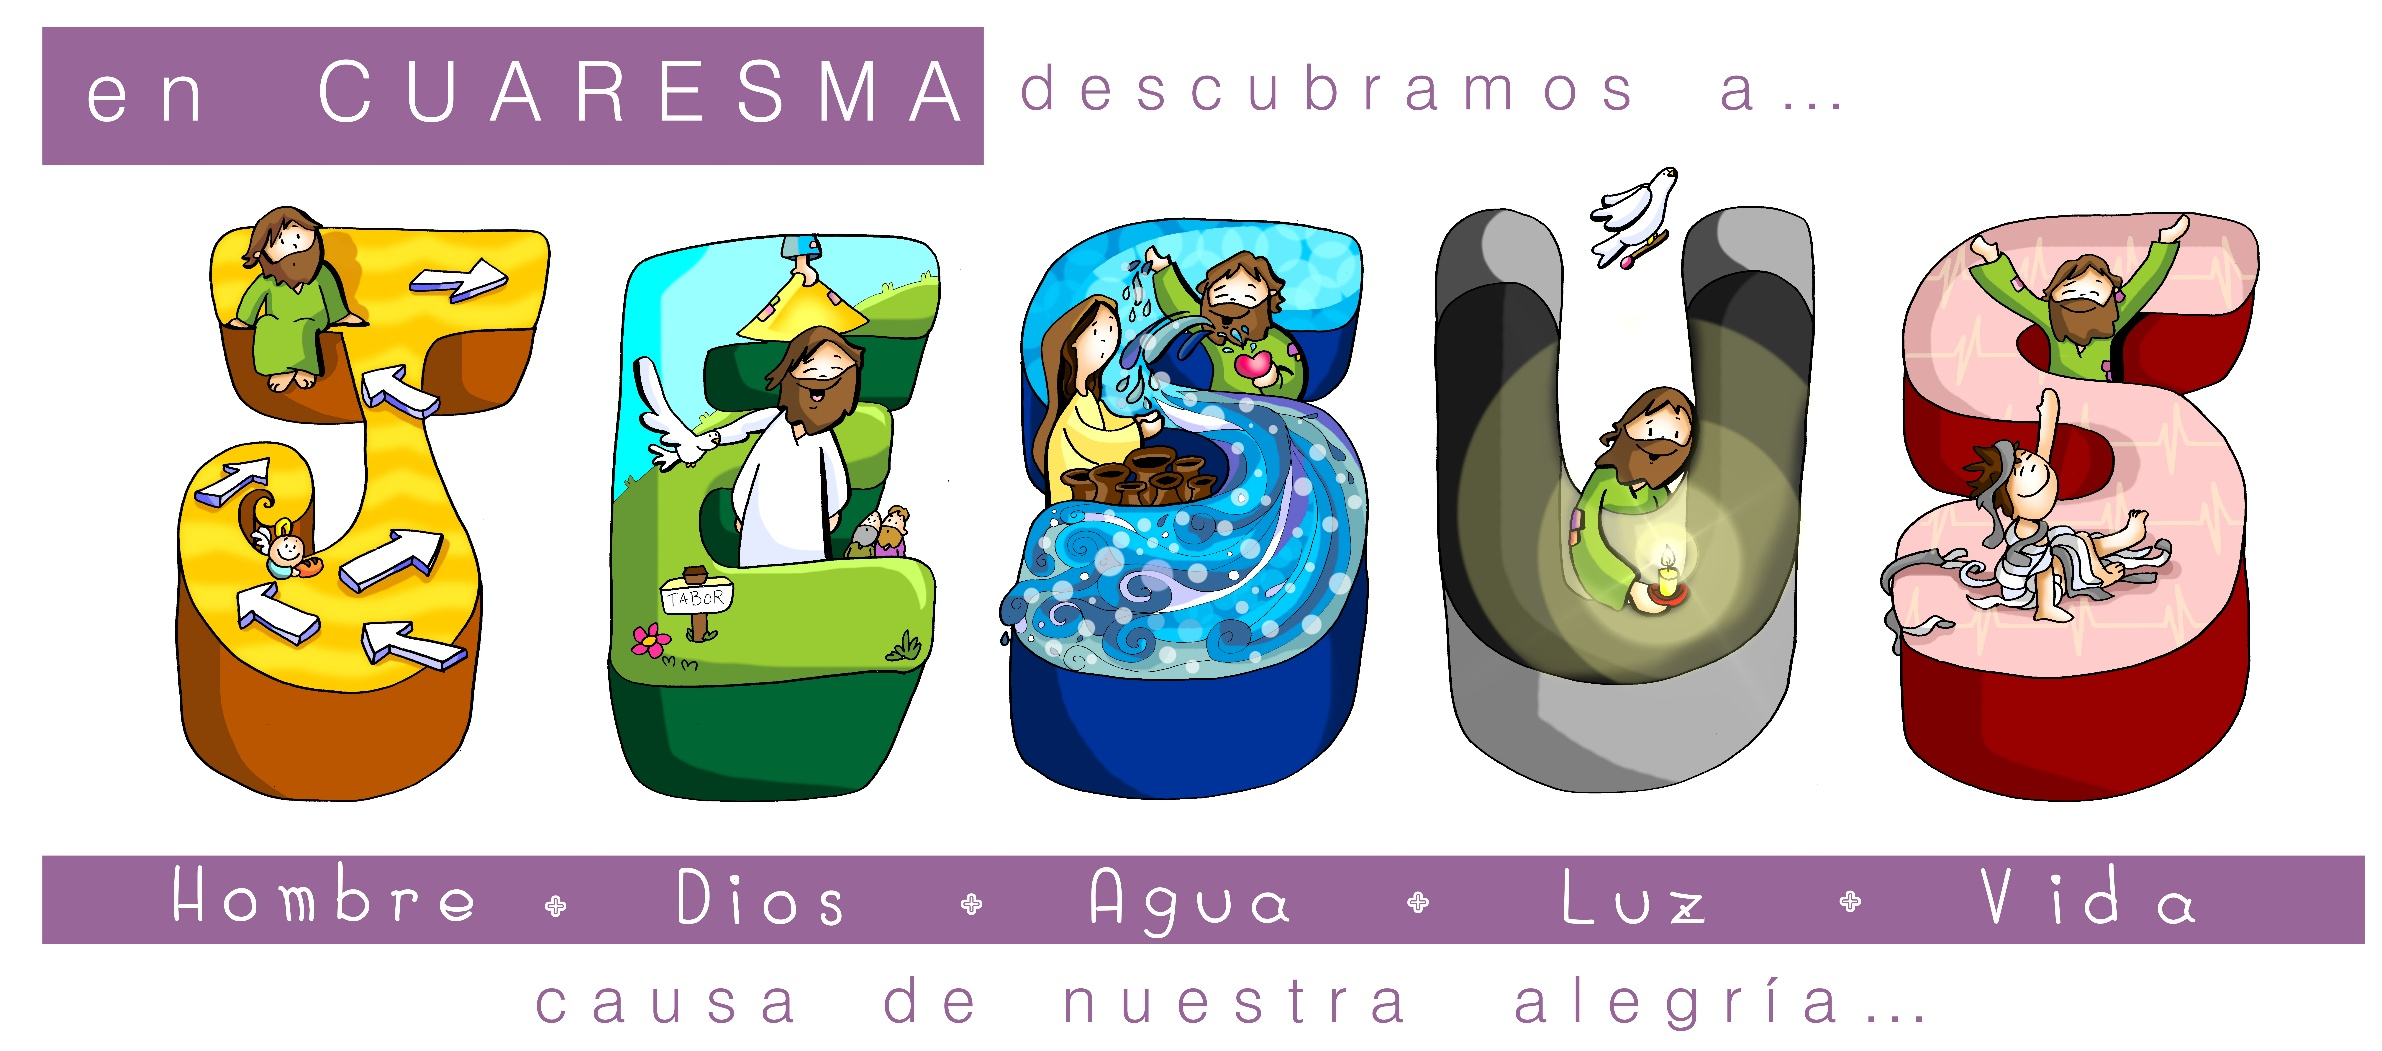 en CUARESMA descubramos a...
JESUS
TABOR
Hombre + Dios + Agua + Luz + Vida
causa de nuestra alegría...